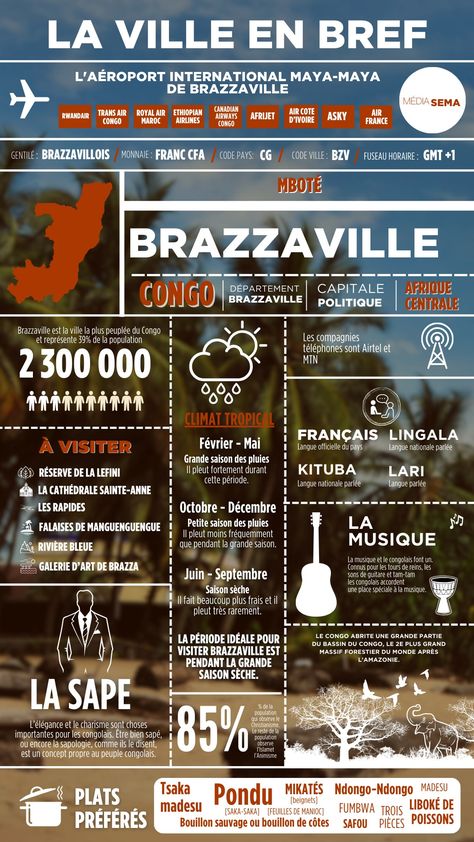 LA VILLE EN BREF
L'AÉROPORT INTERNATIONAL MAYA-MAYA
DE BRAZZAVILLE
RWANDAIR
TRANS AIR
CONGO
ROYAL AIR
MAROC
ETHIOPIAN
AIRLINES
CANADIAN
AIRWAYS
CONGO
AFRIJET
AIR COTE
D'IVOIRE
ASKY
AIR
FRANCE
MÉDIA SEMA
GENTILÉ : BRAZZAVILLOIS / MONNAIE : FRANC CFA / CODE PAYS: CG / CODE VILLE : BZV / FUSEAU HORAIRE : GMT +1
MBOTÉ
BRAZZAVILLE
CONGO
DÉPARTEMENT
BRAZZAVILLE
CAPITALE
POLITIQUE
AFRIQUE
CENTRALE
Brazzaville est la ville la plus peuplée du Congo
et représente 39% de la population
2 300 000
À VISITER
RÉSERVE DE LA LEFINI
LA CATHÉDRALE SAINTE-ANNE
LES RAPIDES
FALAISES DE MANGUENGUENGUE
RIVIÈRE BLEUE
GALERIE D'ART DE BRAZZA
LA SAPE
L'élégance et le charisme sont choses
importantes pour les congolais. Être bien sapé,
ou encore la sapologie, comme ils le disent,
est un concept propre au peuple congolais.
CLIMAT TROPICAL
Février - Mai
Grande saison des pluies
Il pleut fortement durant
cette période.
Octobre - Décembre
Petite saison des pluies
Il pleut moins fréquemment
que pendant la grande saison.
Juin - Septembre
Saison sèche
Il fait beaucoup plus frais et il
pleut très rarement.
LA PÉRIODE IDÉALE POUR
VISITER BRAZZAVILLE EST
PENDANT LA GRANDE
SAISON SÈCHE.
85%
% de la
population
qui observe le
Christianisme.
Le reste de la
population
observe
l'Islamet
l'Animisme
Les compagnies
téléphones sont Airtel et
MTN
FRANÇAIS
Langue officielle du pays
LINGALA
Langue nationale parlée
KITUBA
Langue nationale parlée
LARI
Langue parlée
LA
MUSIQUE
La musique et le congolais font un.
Connus pour les tours de reins, les
sons de guitare et tam-tam
les congolais accordent
une place spéciale à la musique.
LE CONGO ABRITE UNE GRANDE PARTIE
DU BASSIN DU CONGO, LE 2E PLUS GRAND
MASSIF FORESTIER DU MONDE APRÈS
L'AMAZONIE.
PLATS
PRÉFÉRÉS
Tsaka
madesu
Pondu
[SAKA-SAKA]
MIKATÉS
[beignets]
[FEUILLES DE MANIOC]
Bouillon sauvage ou bouillon de côtes
Ndongo-Ndongo
FUMBWA
SAFOU
TROIS
PIÈCES
MADESU
LIBOKÉ DE
POISSONS